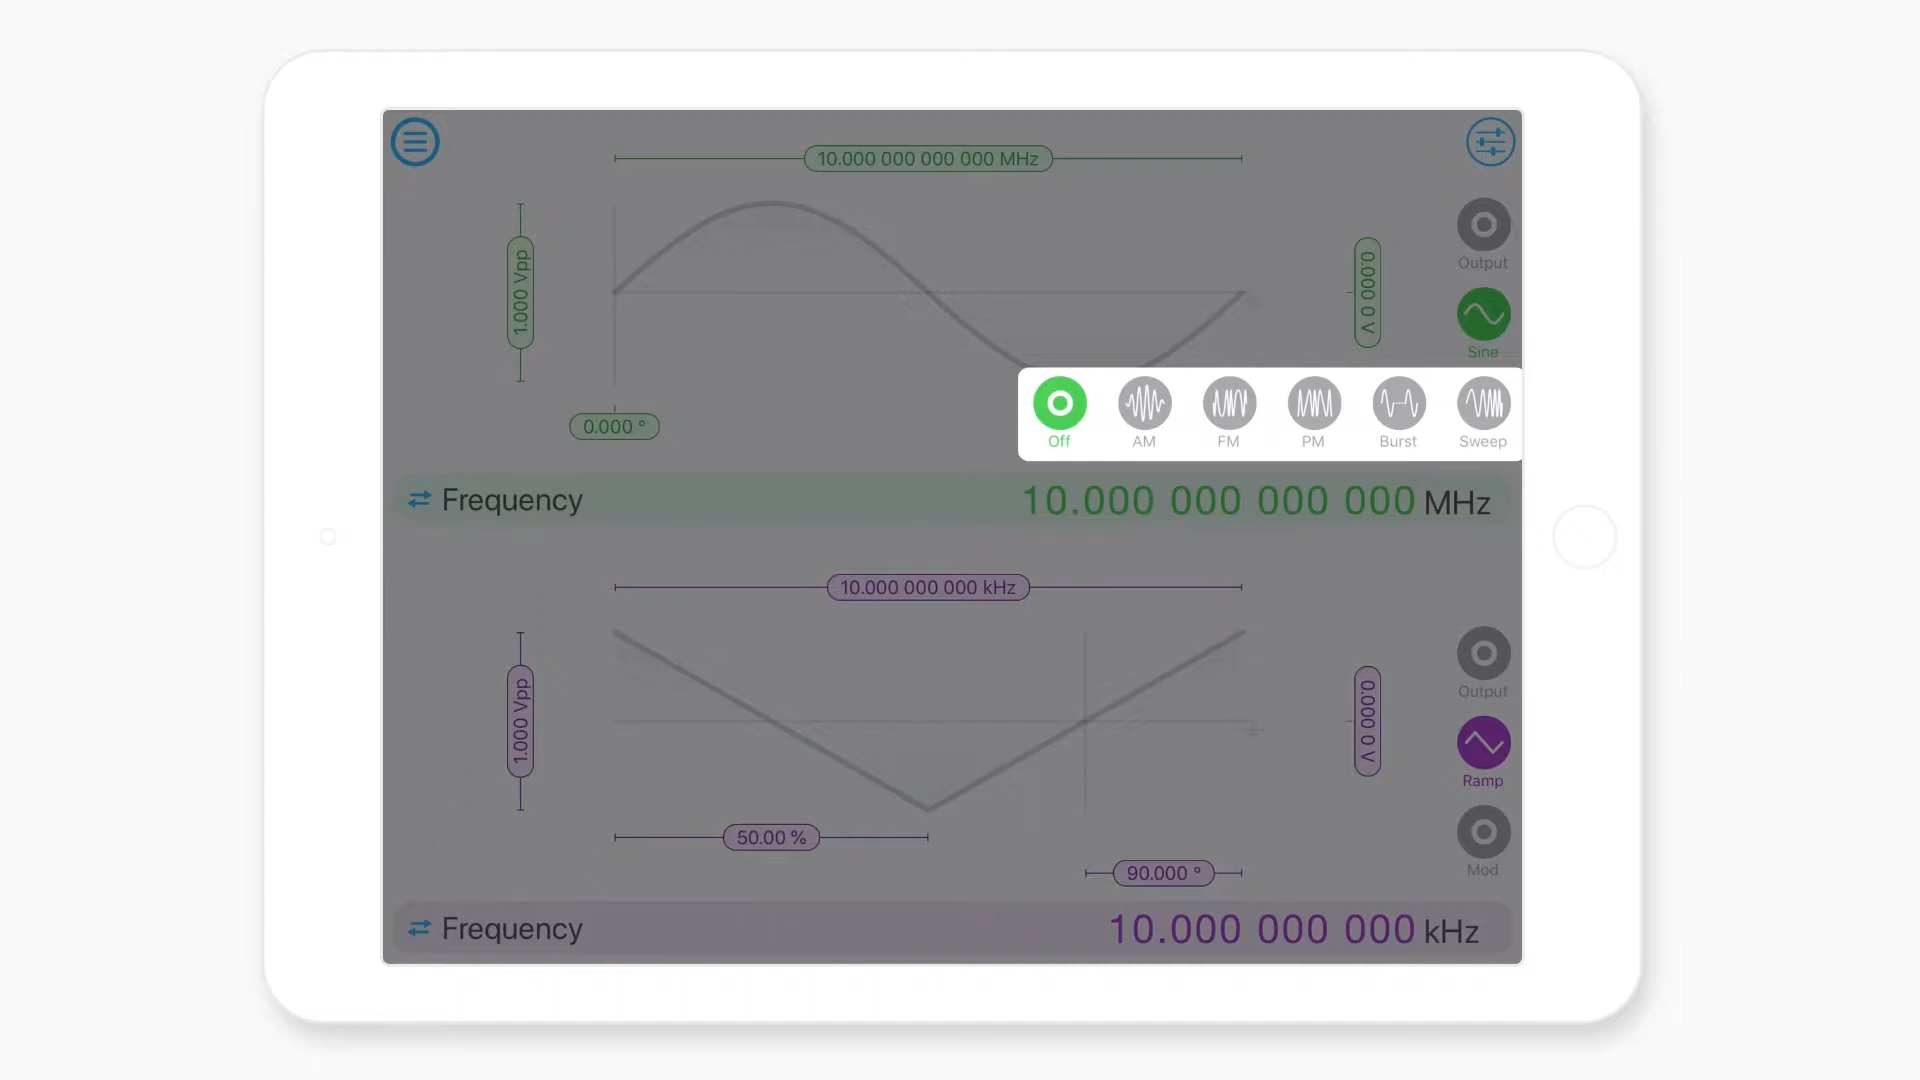 10.000 000 000 000 MHz
1.000 Vpp
0.000 0 V
Output
Sine
0.000 °
Off AM FM PM Burst Sweep
Frequency 10.000 000 000 000 MHz
10.000 000 000 kHz
1.000 Vpp
0.000 0 V
Output
Ramp
50.00 %
Mod
90.000 °
Frequency 10.000 000 000 kHz